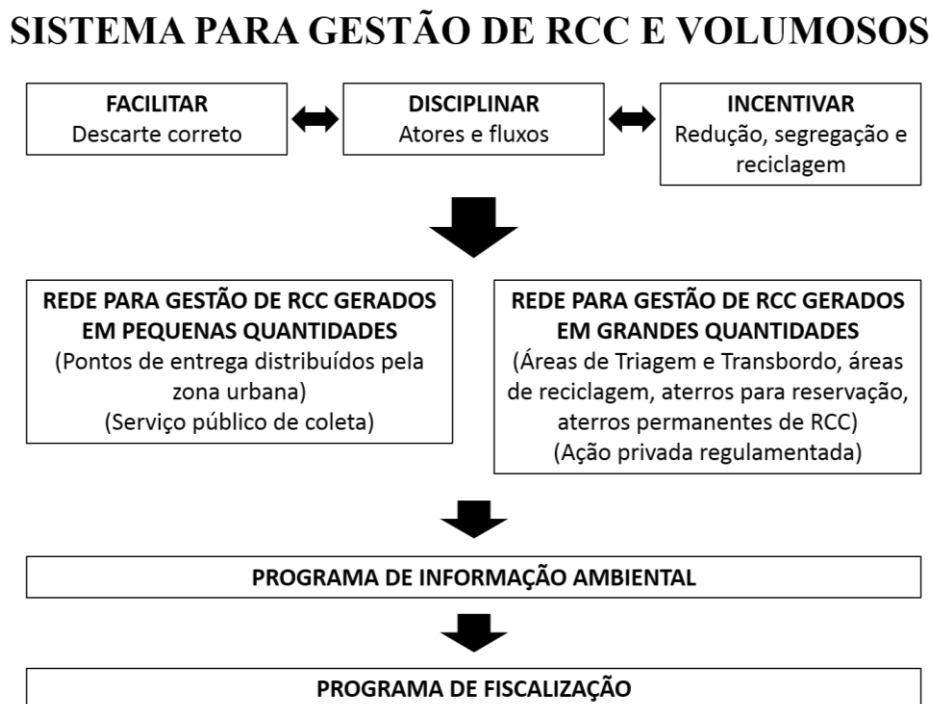 SISTEMA PARA GESTÃO DE RCC E VOLUMOSOS
FACILITAR
Descarte correto
DISCIPLINAR
Atores e fluxos
INCENTIVAR
Redução, segregação e
reciclagem
REDE PARA GESTÃO DE RCC GERADOS
EM PEQUENAS QUANTIDADES
(Pontos de entrega distribuídos pela
zona urbana)
(Serviço público de coleta)
REDE PARA GESTÃO DE RCC GERADOS
EM GRANDES QUANTIDADES
(Áreas de Triagem e Transbordo, áreas
de reciclagem, aterros para reservação,
aterros permanentes de RCC)
(Ação privada regulamentada)
PROGRAMA DE INFORMAÇÃO AMBIENTAL
PROGRAMA DE FISCALIZAÇÃO